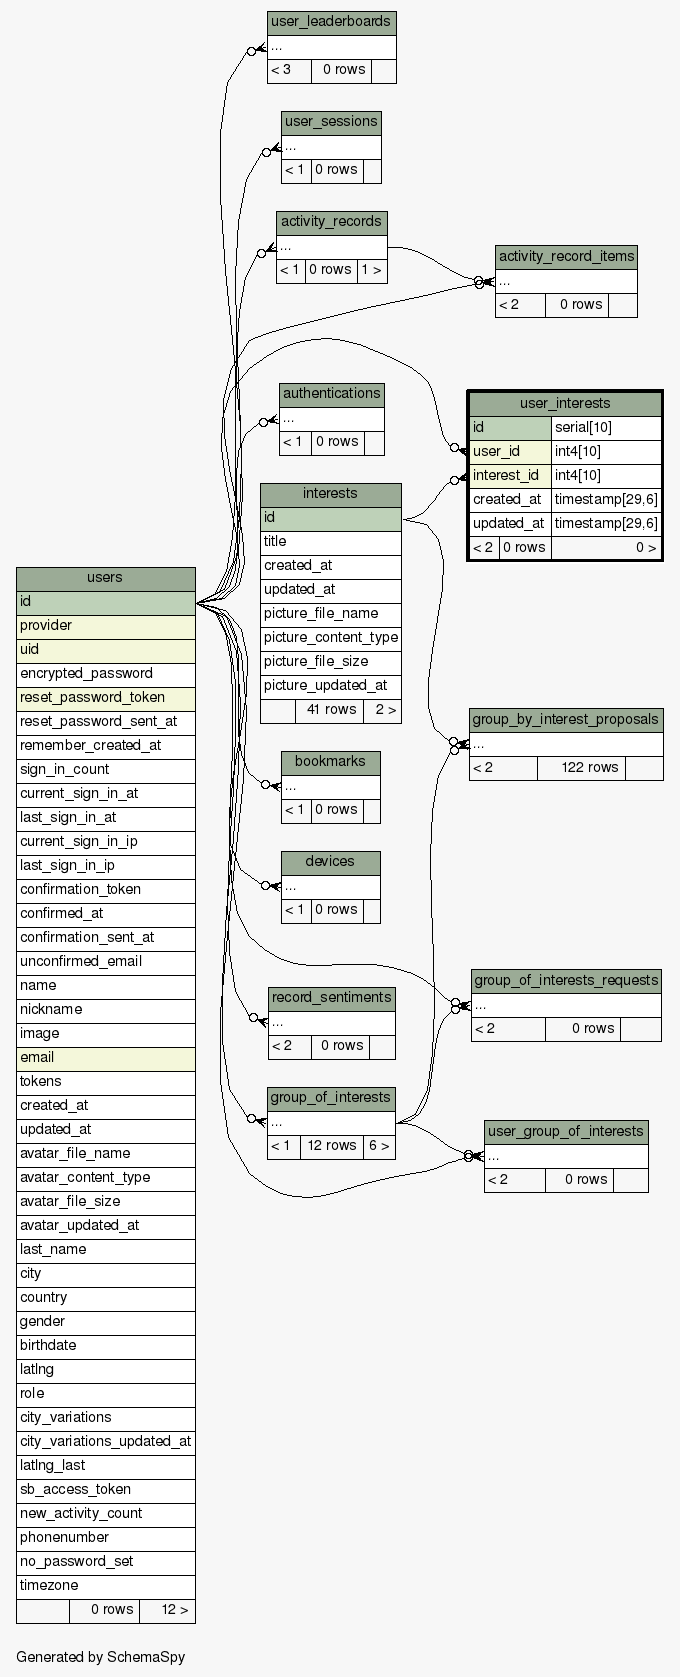 user_leaderboards
...
< 3 0 rows
user_sessions
...
< 1 0 rows
activity_records
...
< 1 0 rows 1 >
activity_record_items
...
< 2 0 rows
authentications
...
< 1 0 rows
user_interests
id serial[10]
user_id int4[10]
interest_id int4[10]
created_at timestamp[29,6]
updated_at timestamp[29,6]
< 2 0 rows 0 >
interests
id
title
created_at
updated_at
picture_file_name
picture_content_type
picture_file_size
picture_updated_at
41 rows 2 >
users
id
provider
uid
encrypted_password
reset_password_token
reset_password_sent_at
remember_created_at
sign_in_count
current_sign_in_at
last_sign_in_at
current_sign_in_ip
last_sign_in_ip
confirmation_token
confirmed_at
confirmation_sent_at
unconfirmed_email
name
nickname
image
email
tokens
created_at
updated_at
avatar_file_name
avatar_content_type
avatar_file_size
avatar_updated_at
last_name
city
country
gender
birthdate
latlng
role
city_variations
city_variations_updated_at
latlng_last
sb_access_token
new_activity_count
phonenumber
no_password_set
timezone
0 rows 12 >
group_by_interest_proposals
...
< 2 122 rows
bookmarks
...
< 1 0 rows
devices
...
< 1 0 rows
group_of_interests_requests
...
< 2 0 rows
record_sentiments
...
< 2 0 rows
group_of_interests
...
< 1 12 rows 6 >
user_group_of_interests
...
< 2 0 rows
Generated by SchemaSpy